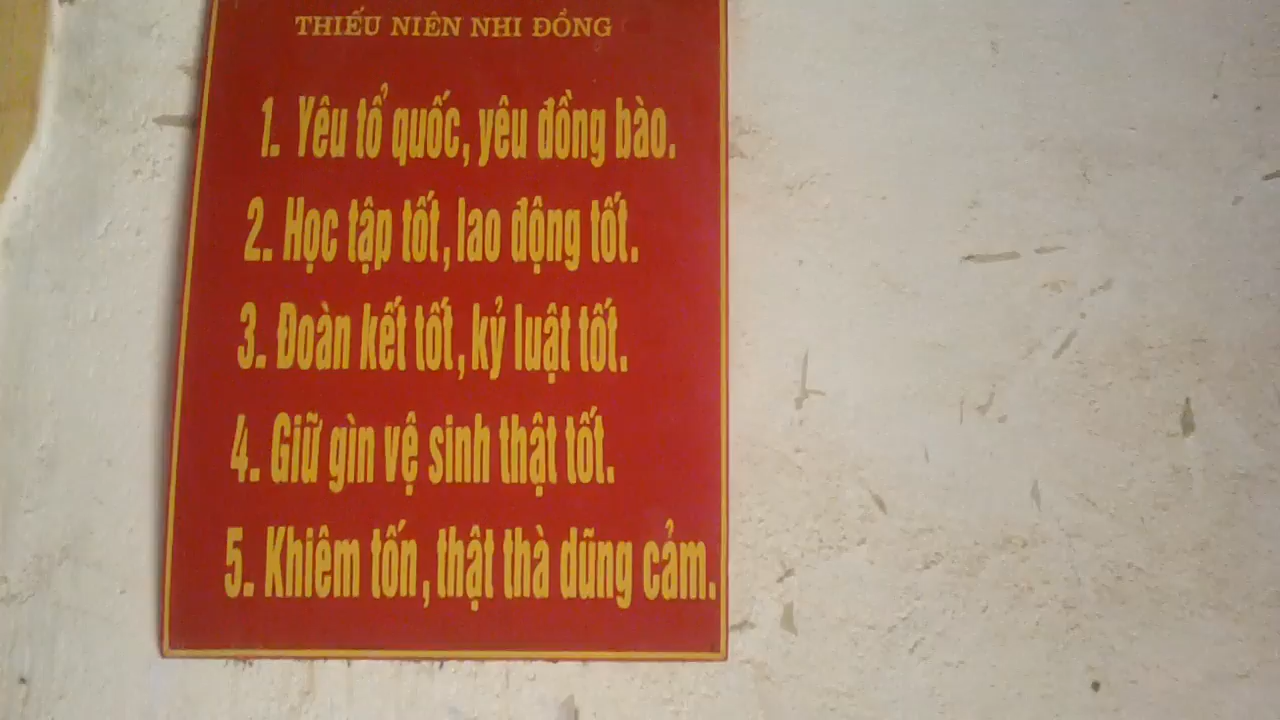 THIẾU NIÊN NHI ĐỒNG
1. Yêu tổ quốc, yêu đồng bào.
2. Học tập tốt, lao động tốt.
3. Đoàn kết tốt, kỷ luật tốt.
4. Giữ gìn vệ sinh thật tốt.
5. Khiêm tốn, thật thà dũng cảm.